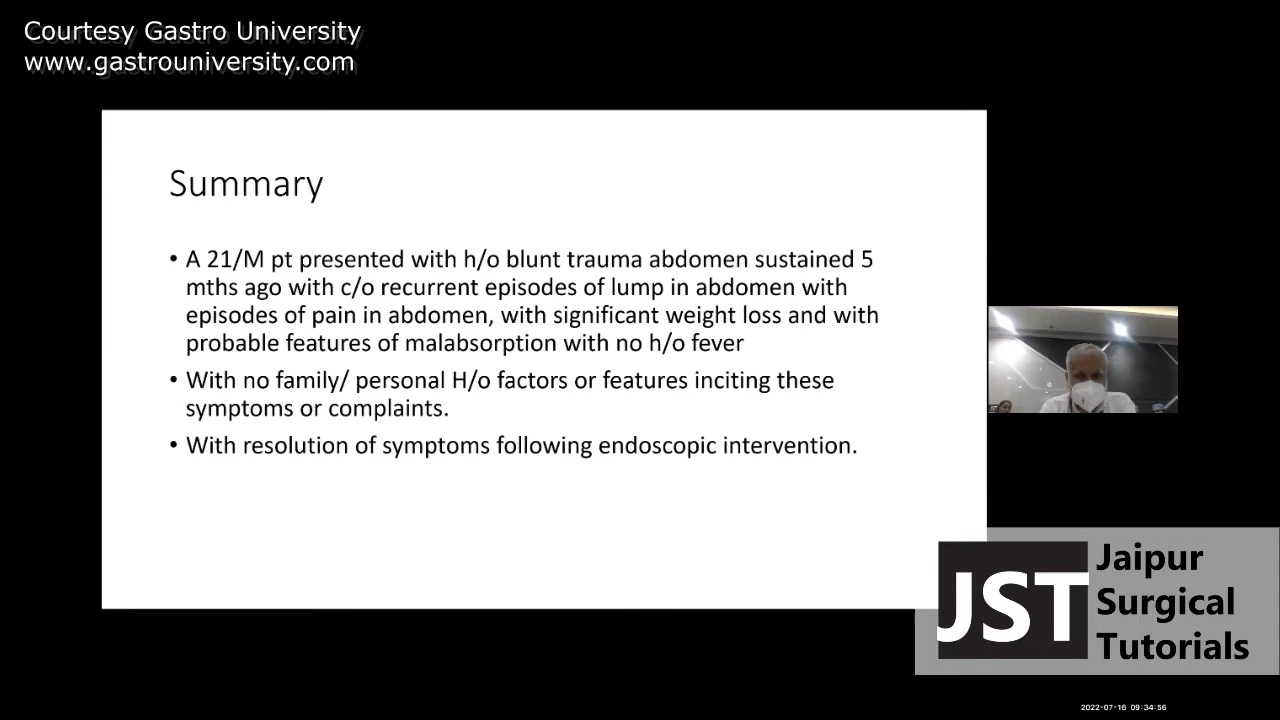 Courtesy Gastro University
www.gastrouniversity.com
Summary
• A 21/M pt presented with h/o blunt trauma abdomen sustained 5
mths ago with c/o recurrent episodes of lump in abdomen with
episodes of pain in abdomen, with significant weight loss and with
probable features of malabsorption with no h/o fever
• With no family/ personal H/o factors or features inciting these
symptoms or complaints.
• With resolution of symptoms following endoscopic intervention.
JST
Jaipur
Surgical
Tutorials
2022-07-16 09:34:56